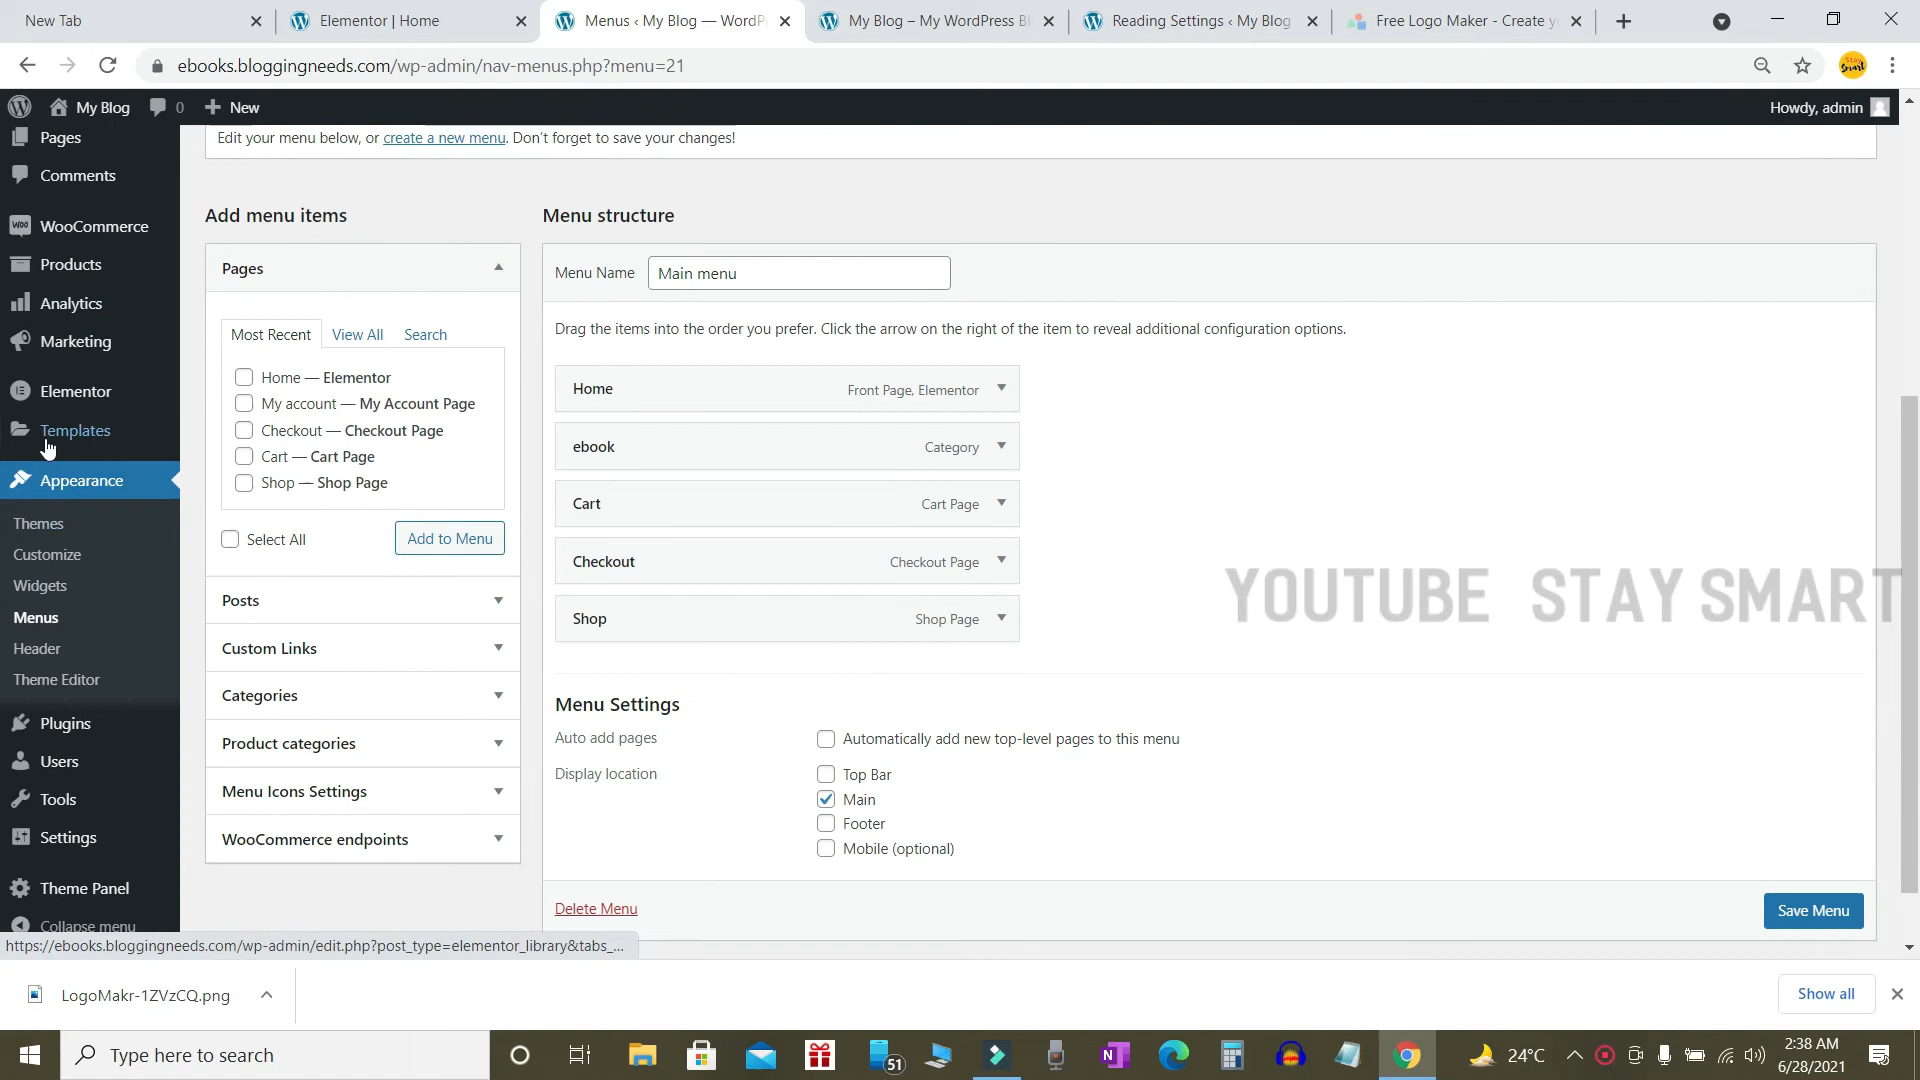 New Tab
Elementor | Home
Menus ‹ My Blog — WordP
My Blog – My WordPress Bl
Reading Settings ‹ My Blog
Free Logo Maker - Create yo
ebooks.bloggingneeds.com/wp-admin/nav-menus.php?menu=21
My Blog
0
New
Howdy, admin
Pages
Comments
WooCommerce
Products
Analytics
Marketing
Elementor
Templates
Appearance
Themes
Customize
Widgets
Menus
Header
Theme Editor
Plugins
Users
Tools
Settings
Theme Panel
Collapse menu
Edit your menu below, or create a new menu. Don't forget to save your changes!
Add menu items
Pages
Most Recent
View All
Search
Home — Elementor
My account — My Account Page
Checkout — Checkout Page
Cart — Cart Page
Shop — Shop Page
Select All
Add to Menu
Posts
Custom Links
Categories
Product categories
Menu Icons Settings
WooCommerce endpoints
Menu structure
Menu Name
Main menu
Drag the items into the order you prefer. Click the arrow on the right of the item to reveal additional configuration options.
Home
Front Page, Elementor
ebook
Category
Cart
Cart Page
Checkout
Checkout Page
Shop
Shop Page
YOUTUBE STAY SMART
Menu Settings
Auto add pages
Automatically add new top-level pages to this menu
Display location
Top Bar
Main
Footer
Mobile (optional)
Delete Menu
Save Menu
https://ebooks.bloggingneeds.com/wp-admin/edit.php?post_type=elementor_library&tabs_...
LogoMakr-1ZVzCQ.png
Show all
Type here to search
51
24°C
2:38 AM
6/28/2021